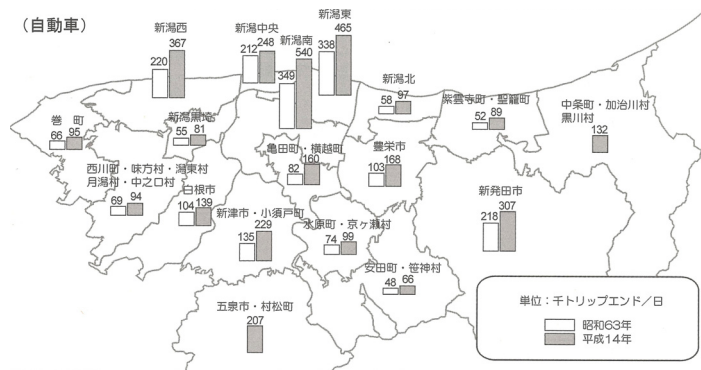 （自動車）
新潟西
220 367
新潟中央
212 248
新潟南
349 540
新潟東
338 465
新潟北
58 97
紫雲寺町・聖籠町
52 89
中条町・加治川村
黒川村
132
巻　町
66 95
新潟黒埼
55 81
亀田町・横越町
82 160
豊栄市
103 168
西川町・味方村・潟東村
月潟村・中之口村
69 94
白根市
104 139
新津市・小須戸町
135 229
水原町・京ヶ瀬村
74 99
新発田市
218 307
安田町・笹神村
48 66
五泉市・村松町
207
単位：千トリップエンド／日
昭和63年
平成14年